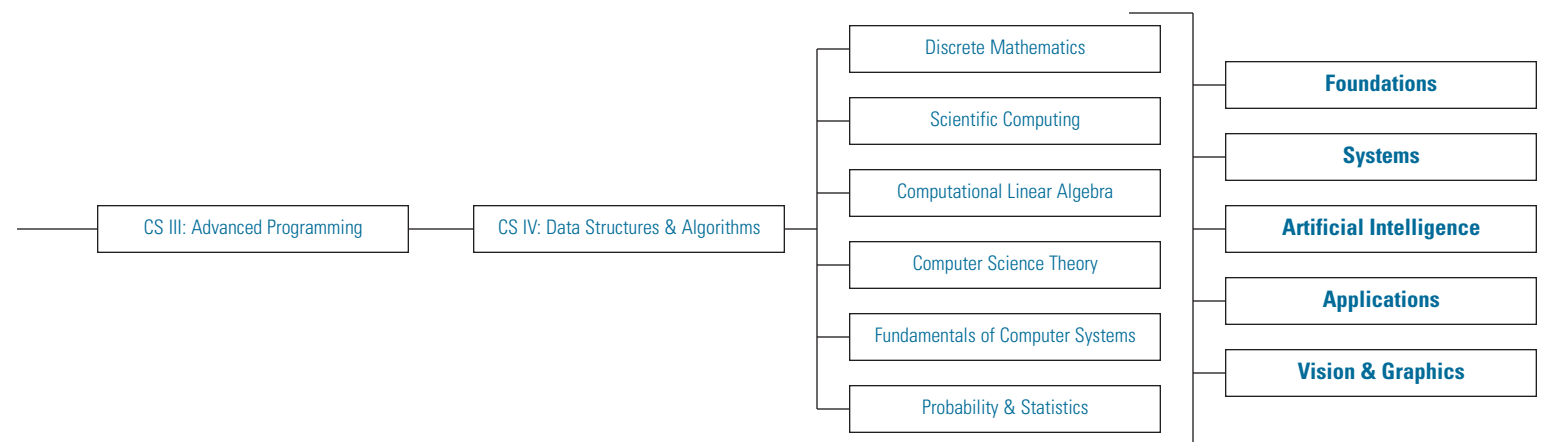 CS III: Advanced Programming
CS IV: Data Structures & Algorithms
Discrete Mathematics
Scientific Computing
Computational Linear Algebra
Computer Science Theory
Fundamentals of Computer Systems
Probability & Statistics
Foundations
Systems
Artificial Intelligence
Applications
Vision & Graphics